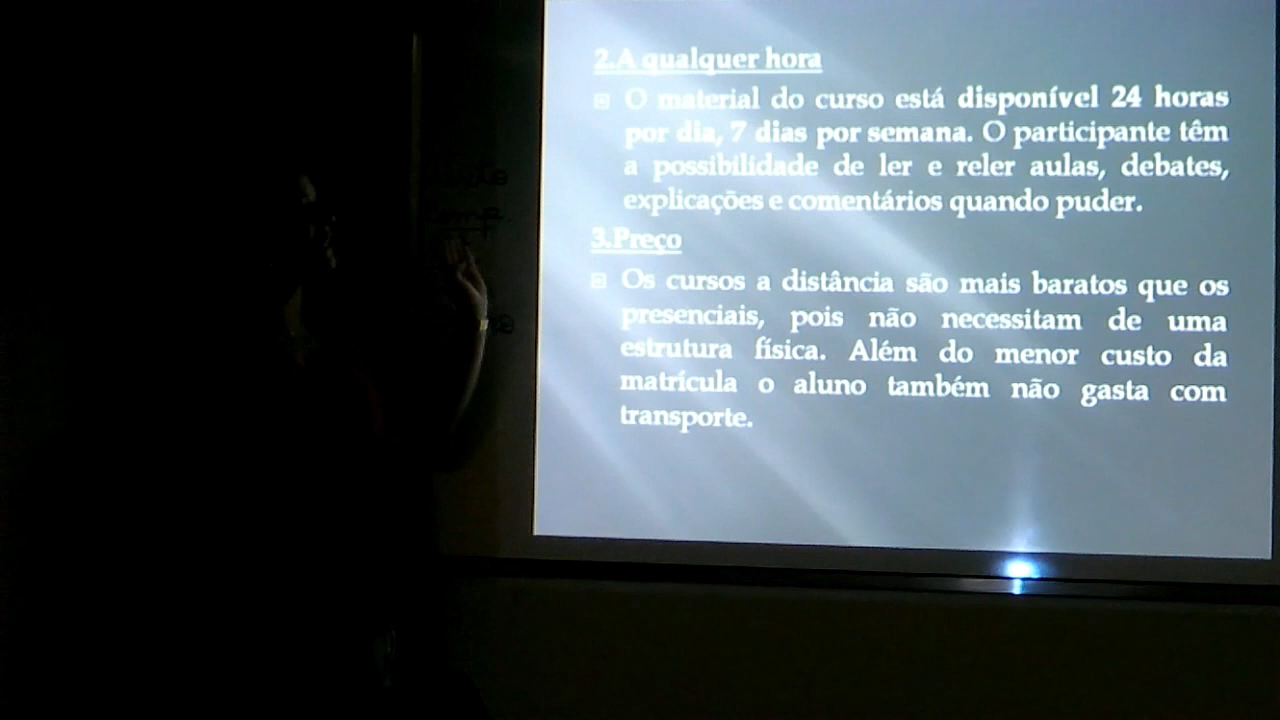 2.A qualquer hora
O material do curso está disponível 24 horas
por dia, 7 dias por semana. O participante têm
a possibilidade de ler e reler aulas, debates,
explicações e comentários quando puder.
3.Preço
Os cursos a distância são mais baratos que os
presenciais, pois não necessitam de uma
estrutura física. Além do menor custo da
matrícula o aluno também não gasta com
transporte.